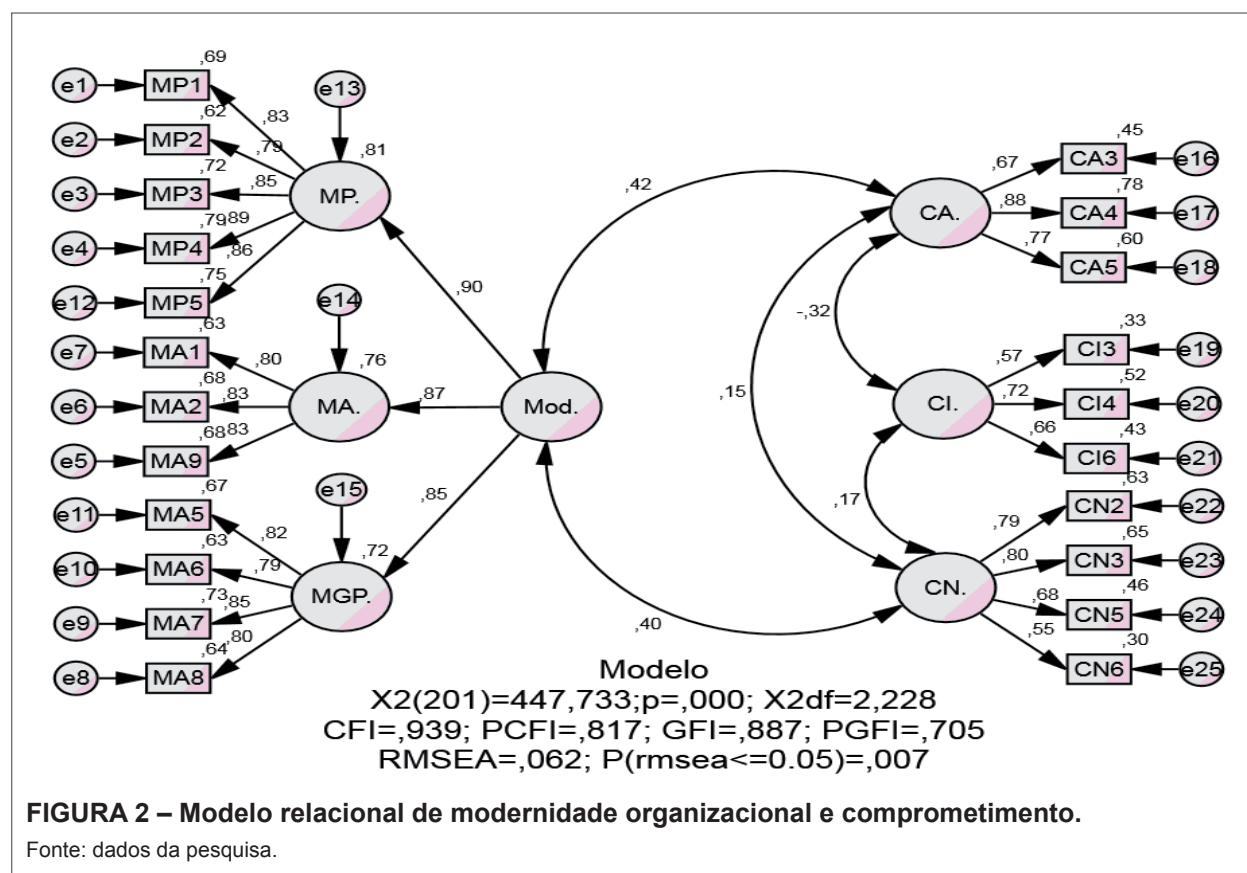 ,69
e1 MP1
e13
,83
,62
e2 MP2
,79
,81
,72
e3 MP3
,85
MP.
,79
,89
e4 MP4
,86
,75
e12 MP5
,90
,63
e14
e7 MA1
,80
,76
,68
e6 MA2
,83
MA.
,87
Mod.
,68
,83
e5 MA9
,67
e15
e11 MA5
,82
,85
,63
e10 MA6
,79
,72
,73
,85
MGP.
e9 MA7
,64
,80
e8 MA8
,42
,40
,15
-,32
,17
CA.
,67
,45
CA3 e16
,88
,78
CA4 e17
,77
,60
CA5 e18
CI.
,57
,33
CI3 e19
,72
,52
CI4 e20
,66
,43
CI6 e21
CN.
,79
,63
CN2 e22
,80
,65
CN3 e23
,68
,46
CN5 e24
,55
,30
CN6 e25
Modelo
X2(201)=447,733;p=,000; X2df=2,228
CFI=,939; PCFI=,817; GFI=,887; PGFI=,705
RMSEA=,062; P(rmsea<=0.05)=,007
FIGURA 2 – Modelo relacional de modernidade organizacional e comprometimento.
Fonte: dados da pesquisa.